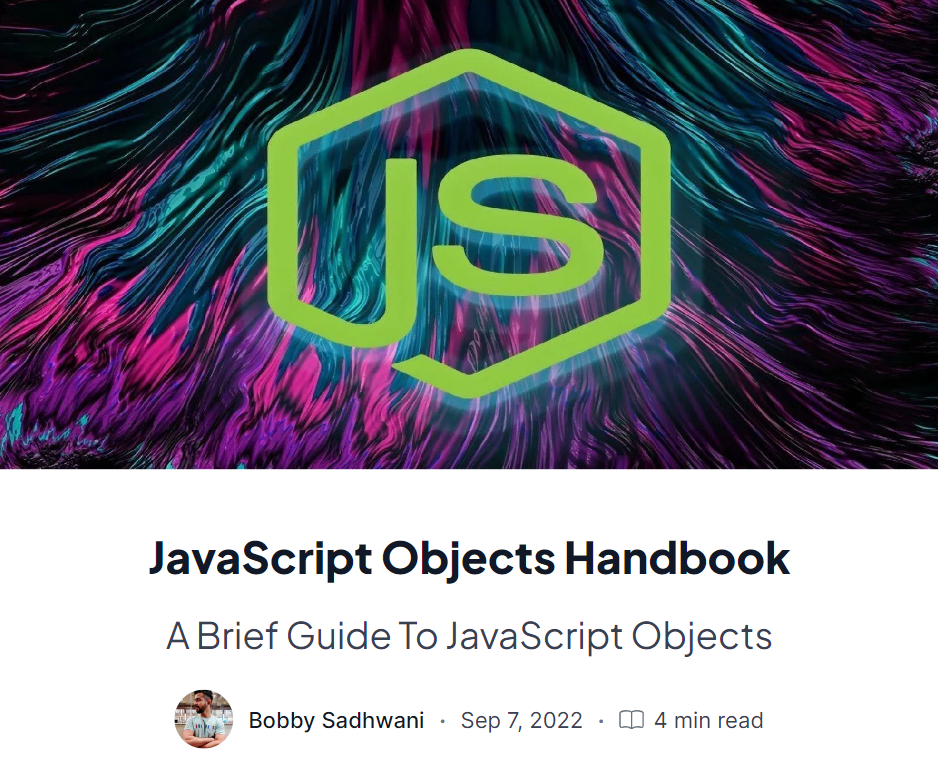 JS
JavaScript Objects Handbook
A Brief Guide To JavaScript Objects
Bobby Sadhwani · Sep 7, 2022 · 4 min read